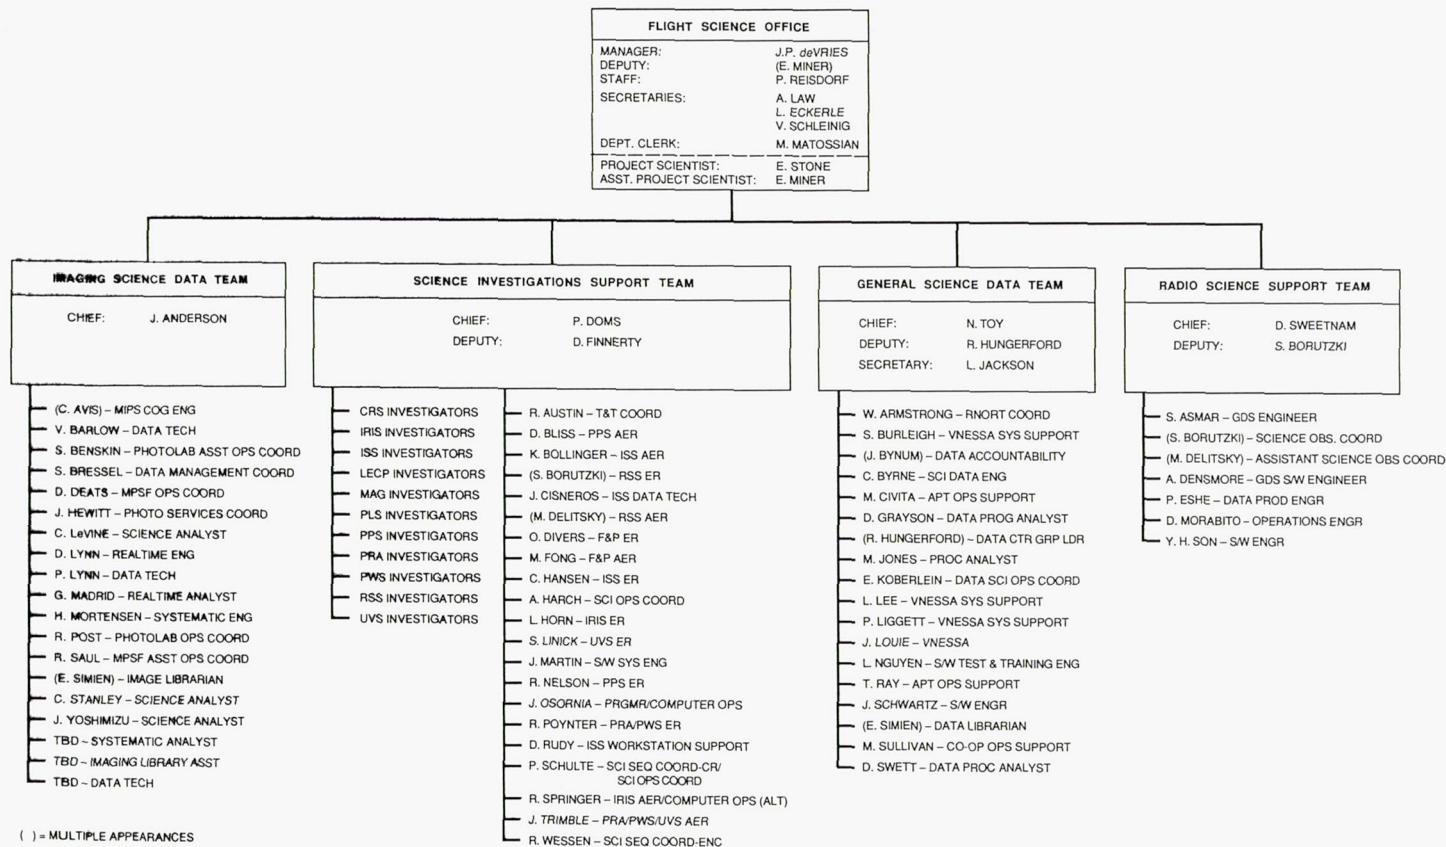 FLIGHT SCIENCE OFFICE
MANAGER: J.P. deVRIES
DEPUTY: (E. MINER)
STAFF: P. REISDORF
SECRETARIES: A. LAW
L. ECKERLE
V. SCHLEINIG
DEPT. CLERK: M. MATOSSIAN
PROJECT SCIENTIST: E. STONE
ASST. PROJECT SCIENTIST: E. MINER
IMAGING SCIENCE DATA TEAM
CHIEF: J. ANDERSON
(C. AVIS) – MIPS COG ENG
V. BARLOW – DATA TECH
S. BENSKIN – PHOTOLAB ASST OPS COORD
S. BRESSEL – DATA MANAGEMENT COORD
D. DEATS – MPSF OPS COORD
J. HEWITT – PHOTO SERVICES COORD
C. LeVINE – SCIENCE ANALYST
D. LYNN – REALTIME ENG
P. LYNN – DATA TECH
G. MADRID – REALTIME ANALYST
H. MORTENSEN – SYSTEMATIC ENG
R. POST – PHOTOLAB OPS COORD
R. SAUL – MPSF ASST OPS COORD
(E. SIMIEN) – IMAGE LIBRARIAN
C. STANLEY – SCIENCE ANALYST
J. YOSHIMIZU – SCIENCE ANALYST
TBD – SYSTEMATIC ANALYST
TBD – IMAGING LIBRARY ASST
TBD – DATA TECH
( ) = MULTIPLE APPEARANCES
SCIENCE INVESTIGATIONS SUPPORT TEAM
CHIEF: P. DOMS
DEPUTY: D. FINNERTY
CRS INVESTIGATORS
IRIS INVESTIGATORS
ISS INVESTIGATORS
LECP INVESTIGATORS
MAG INVESTIGATORS
PLS INVESTIGATORS
PPS INVESTIGATORS
PRA INVESTIGATORS
PWS INVESTIGATORS
RSS INVESTIGATORS
UVS INVESTIGATORS
R. AUSTIN – T&T COORD
D. BLISS – PPS AER
K. BOLLINGER – ISS AER
(S. BORUTZKI) – RSS ER
J. CISNEROS – ISS DATA TECH
(M. DELITSKY) – RSS AER
O. DIVERS – F&P ER
M. FONG – F&P AER
C. HANSEN – ISS ER
A. HARCH – SCI OPS COORD
L. HORN – IRIS ER
S. LINICK – UVS ER
J. MARTIN – S/W SYS ENG
R. NELSON – PPS ER
J. OSORNIA – PRGMR/COMPUTER OPS
R. POYNTER – PRA/PWS ER
D. RUDY – ISS WORKSTATION SUPPORT
P. SCHULTE – SCI SEQ COORD-CR/
SCI OPS COORD
R. SPRINGER – IRIS AER/COMPUTER OPS (ALT)
J. TRIMBLE – PRA/PWS/UVS AER
R. WESSEN – SCI SEQ COORD-ENC
GENERAL SCIENCE DATA TEAM
CHIEF: N. TOY
DEPUTY: R. HUNGERFORD
SECRETARY: L. JACKSON
W. ARMSTRONG – RNORT COORD
S. BURLEIGH – VNESSA SYS SUPPORT
(J. BYNUM) – DATA ACCOUNTABILITY
C. BYRNE – SCI DATA ENG
M. CIVITA – APT OPS SUPPORT
D. GRAYSON – DATA PROG ANALYST
(R. HUNGERFORD) – DATA CTR GRP LDR
M. JONES – PROC ANALYST
E. KOBERLEIN – DATA SCI OPS COORD
L. LEE – VNESSA SYS SUPPORT
P. LIGGETT – VNESSA SYS SUPPORT
J. LOUIE – VNESSA
L. NGUYEN – S/W TEST & TRAINING ENG
T. RAY – APT OPS SUPPORT
J. SCHWARTZ – S/W ENGR
(E. SIMIEN) – DATA LIBRARIAN
M. SULLIVAN – CO-OP OPS SUPPORT
D. SWETT – DATA PROC ANALYST
RADIO SCIENCE SUPPORT TEAM
CHIEF: D. SWEETNAM
DEPUTY: S. BORUTZKI
S. ASMAR – GDS ENGINEER
(S. BORUTZKI) – SCIENCE OBS. COORD
(M. DELITSKY) – ASSISTANT SCIENCE OBS COORD
A. DENSMORE – GDS S/W ENGINEER
P. ESHE – DATA PROD ENGR
D. MORABITO – OPERATIONS ENGR
Y. H. SON – S/W ENGR